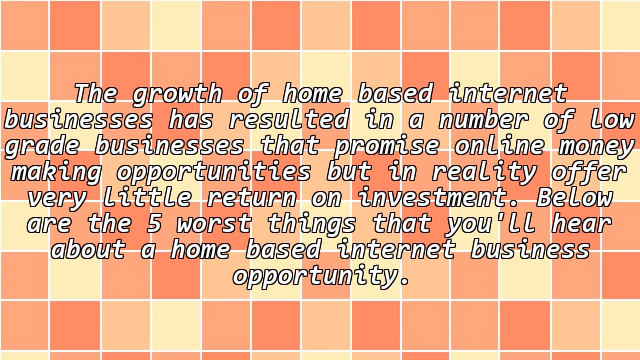 The growth of home based internet
businesses has resulted in a number of low
grade businesses that promise online money
making opportunities but in reality offer
very little return on investment. Below
are the 5 worst things that you'll hear
about a home based internet business
opportunity.